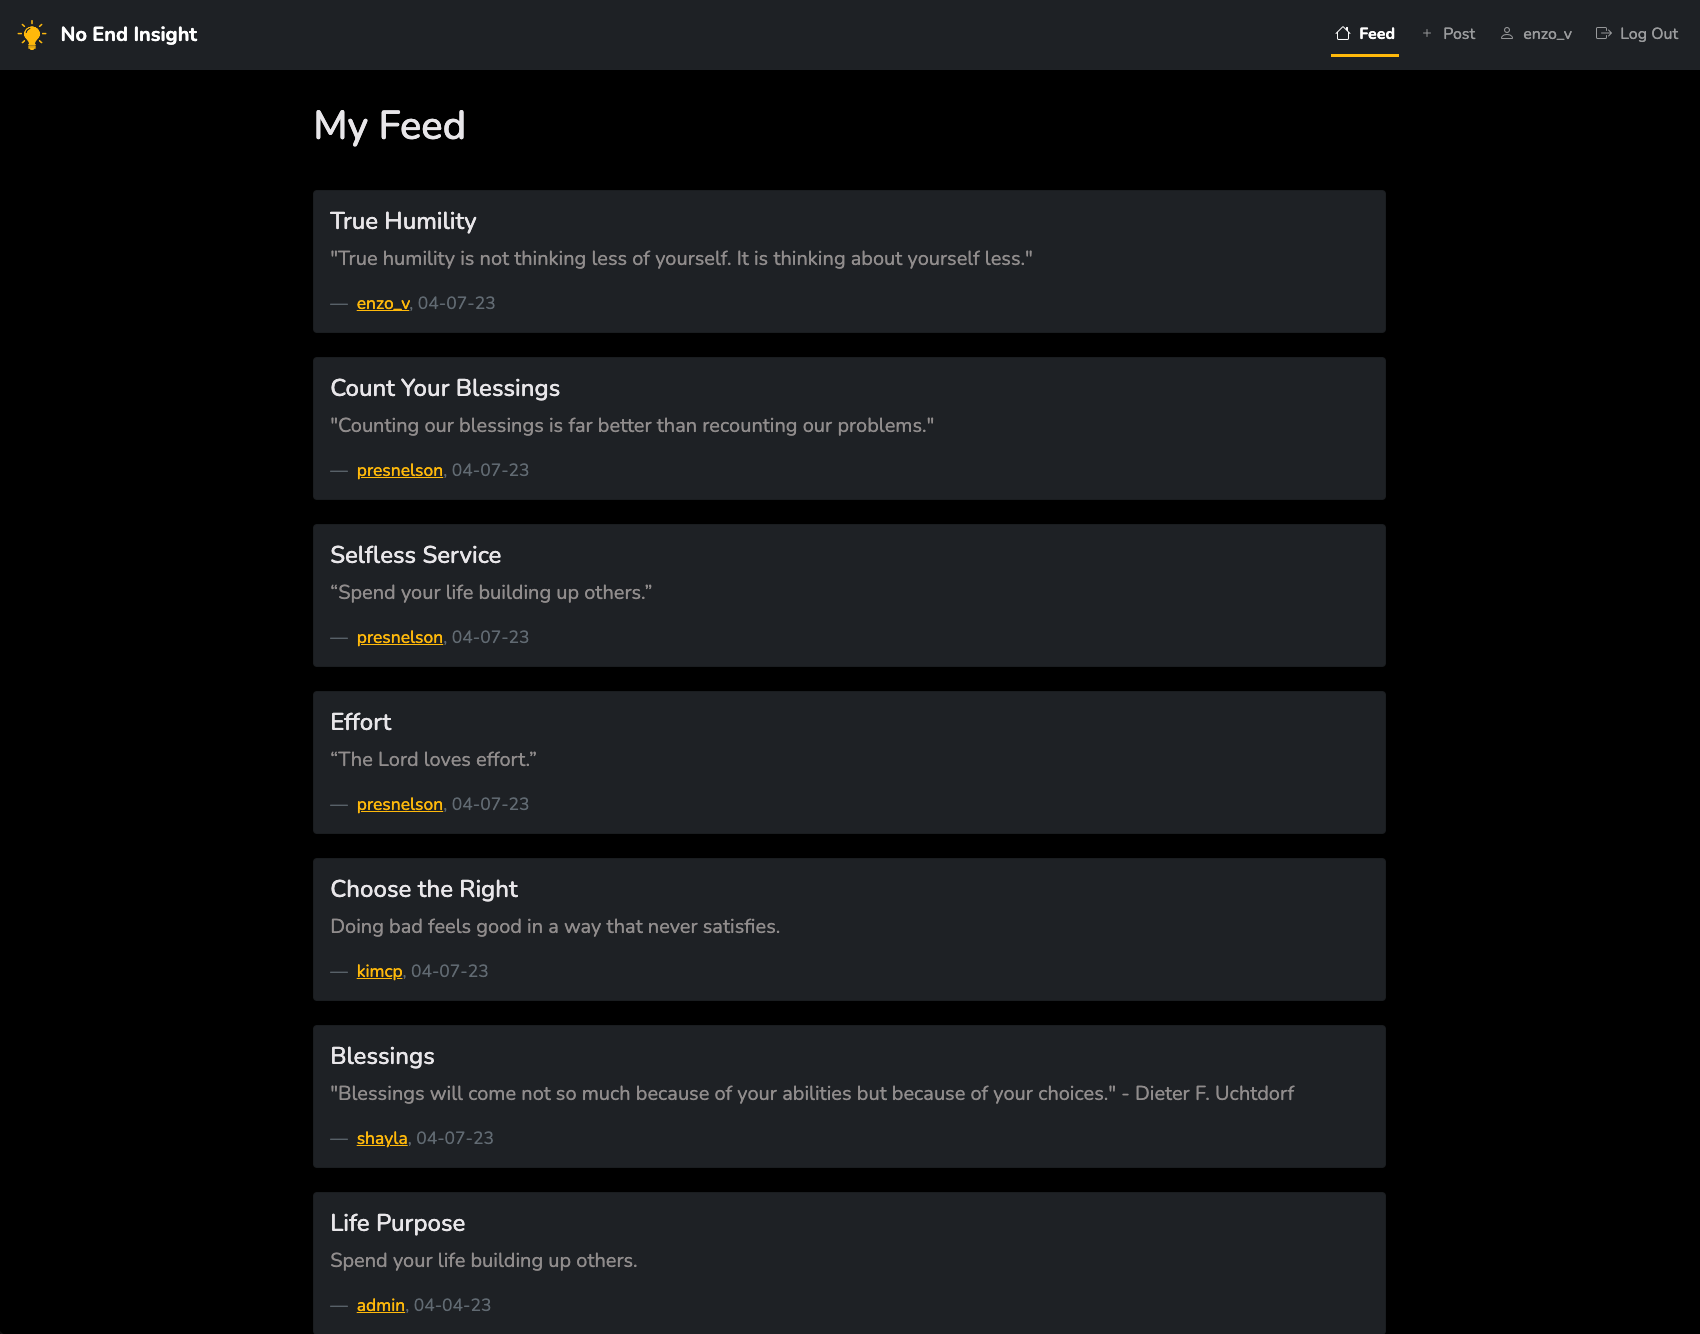 No End Insight
Feed
Post
enzo_v
Log Out
My Feed
True Humility
"True humility is not thinking less of yourself. It is thinking about yourself less."
— enzo_v, 04-07-23
Count Your Blessings
"Counting our blessings is far better than recounting our problems."
— presnelson, 04-07-23
Selfless Service
“Spend your life building up others.”
— presnelson, 04-07-23
Effort
“The Lord loves effort.”
— presnelson, 04-07-23
Choose the Right
Doing bad feels good in a way that never satisfies.
— kimcp, 04-07-23
Blessings
"Blessings will come not so much because of your abilities but because of your choices." - Dieter F. Uchtdorf
— shayla, 04-07-23
Life Purpose
Spend your life building up others.
— admin, 04-04-23